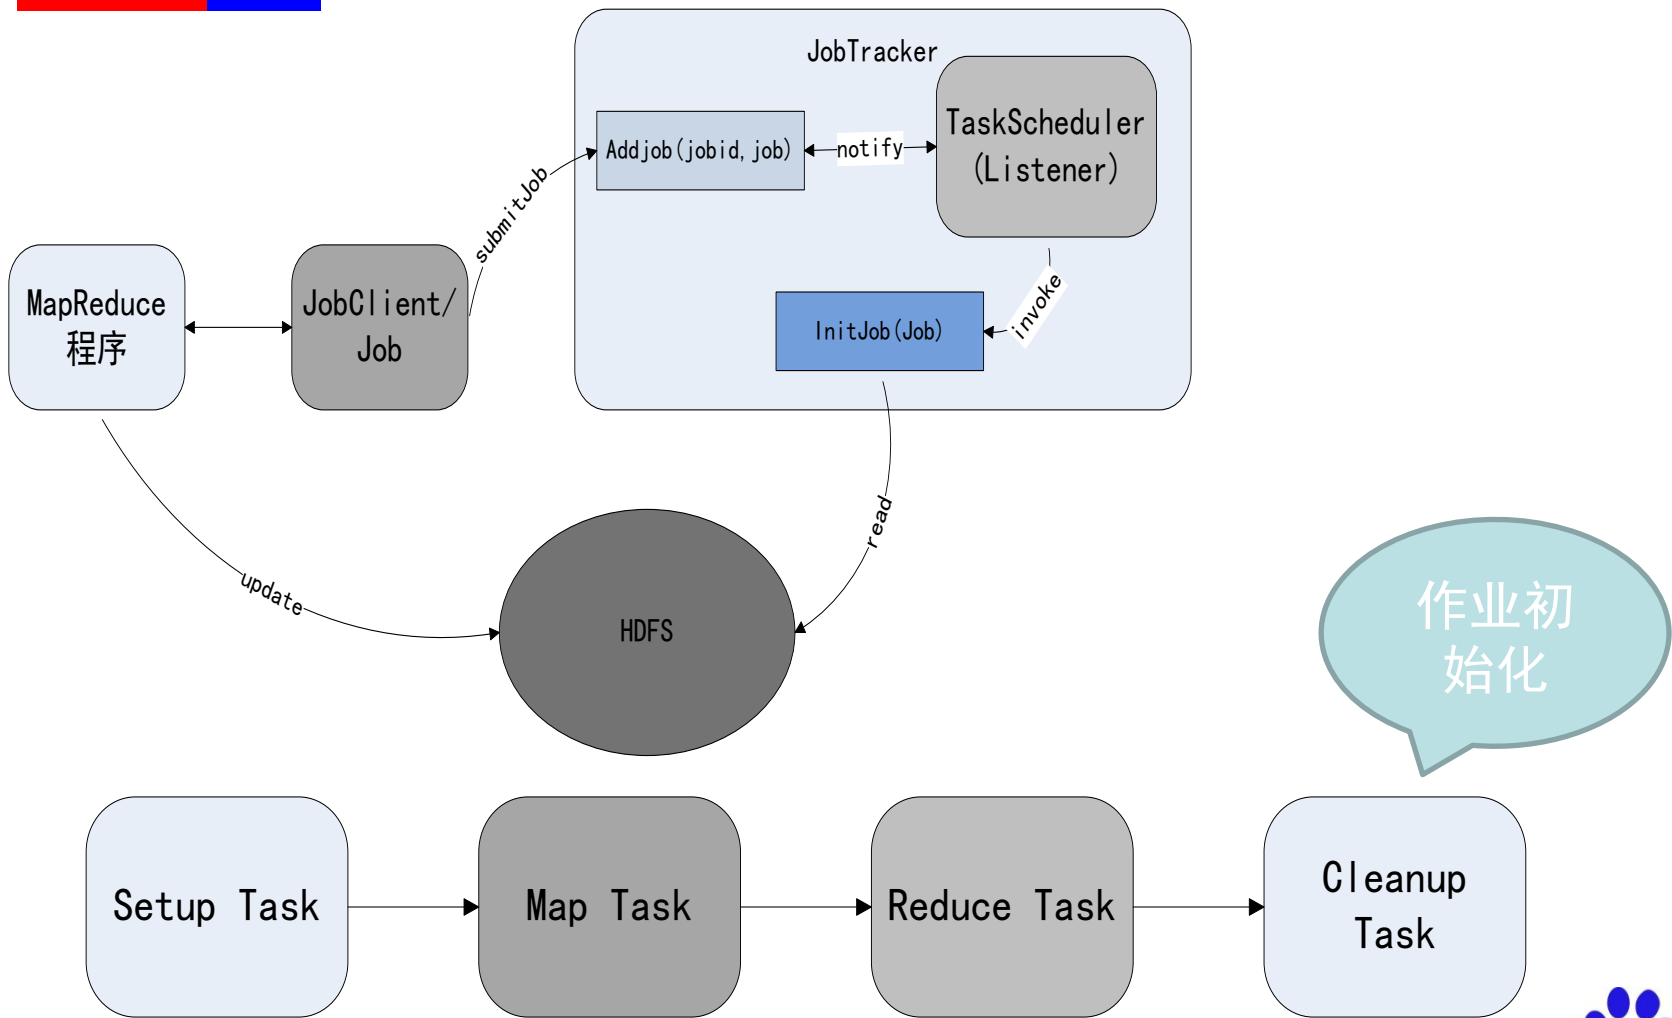 JobTracker
TaskScheduler
(Listener)
Addjob(jobid,job)
notify
submitJob
MapReduce
程序
JobClient/
Job
invoke
InitJob(Job)
read
update
HDFS
作业初
始化
Setup Task
Map Task
Reduce Task
Cleanup
Task